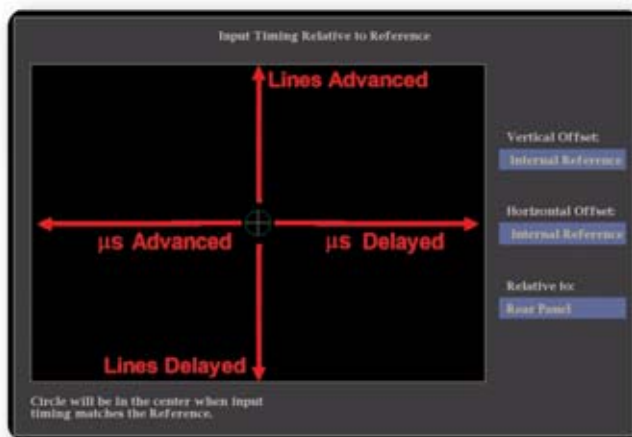 Input Timing Relative to Reference
Lines Advanced
µs Advanced
µs Delayed
Lines Delayed
Vertical Offset:
Internal Reference
Horizontal Offset:
Internal Reference
Relative to:
Rear Panel
Circle will be in the center when input
timing matches the Reference.